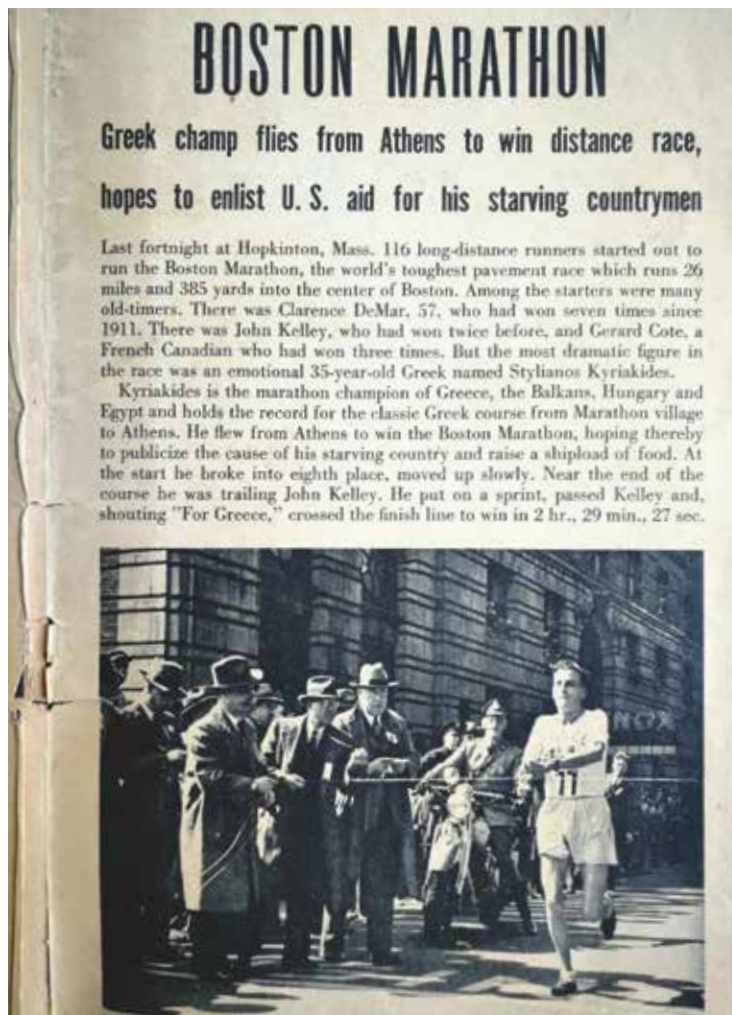 BOSTON MARATHON
Greek champ flies from Athens to win distance race,
hopes to enlist U. S. aid for his starving countrymen
Last fortnight at Hopkinton, Mass. 116 long-distance runners started out to
run the Boston Marathon, the world's toughest pavement race which runs 26
miles and 385 yards into the center of Boston. Among the starters were many
old-timers. There was Clarence DeMar, 57, who had won seven times since
1911. There was John Kelley, who had won twice before, and Gerard Cote, a
French Canadian who had won three times. But the most dramatic figure in
the race was an emotional 35-year-old Greek named Stylianos Kyriakides.
Kyriakides is the marathon champion of Greece, the Balkans, Hungary and
Egypt and holds the record for the classic Greek course from Marathon village
to Athens. He flew from Athens to win the Boston Marathon, hoping thereby
to publicize the cause of his starving country and raise a shipload of food. At
the start he broke into eighth place, moved up slowly. Near the end of the
course he was trailing John Kelley. He put on a sprint, passed Kelley and,
shouting "For Greece," crossed the finish line to win in 2 hr., 29 min., 27 sec.